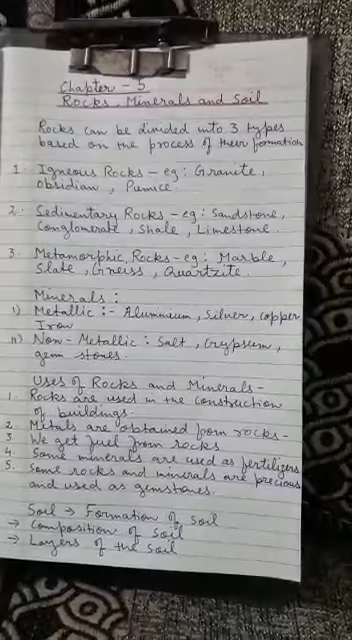 Chapter - 5
Rocks, Minerals and Soil
Rocks can be divided into 3 types
based on the process of their formation
1. Igneous Rocks - eg: Granite,
Obsidian, Pumice.
2. Sedimentary Rocks - eg: Sandstone,
Conglomerate, Shale, Limestone.
3. Metamorphic Rocks - eg: Marble,
Slate, Gneiss, Quartzite.
Minerals :
i) Metallic :- Aluminium, Silver, copper
Iron
ii) Non-Metallic : Salt, Gypsum,
gem stones.
Uses of Rocks and Minerals -
1. Rocks are used in the construction
of buildings.
2. Metals are obtained from rocks -
3. We get fuel from rocks
4. Some minerals are used as fertilizers
5. Some rocks and minerals are precious
and used as gemstones.
Soil → Formation of soil
→ Composition of soil
→ Layers of the soil